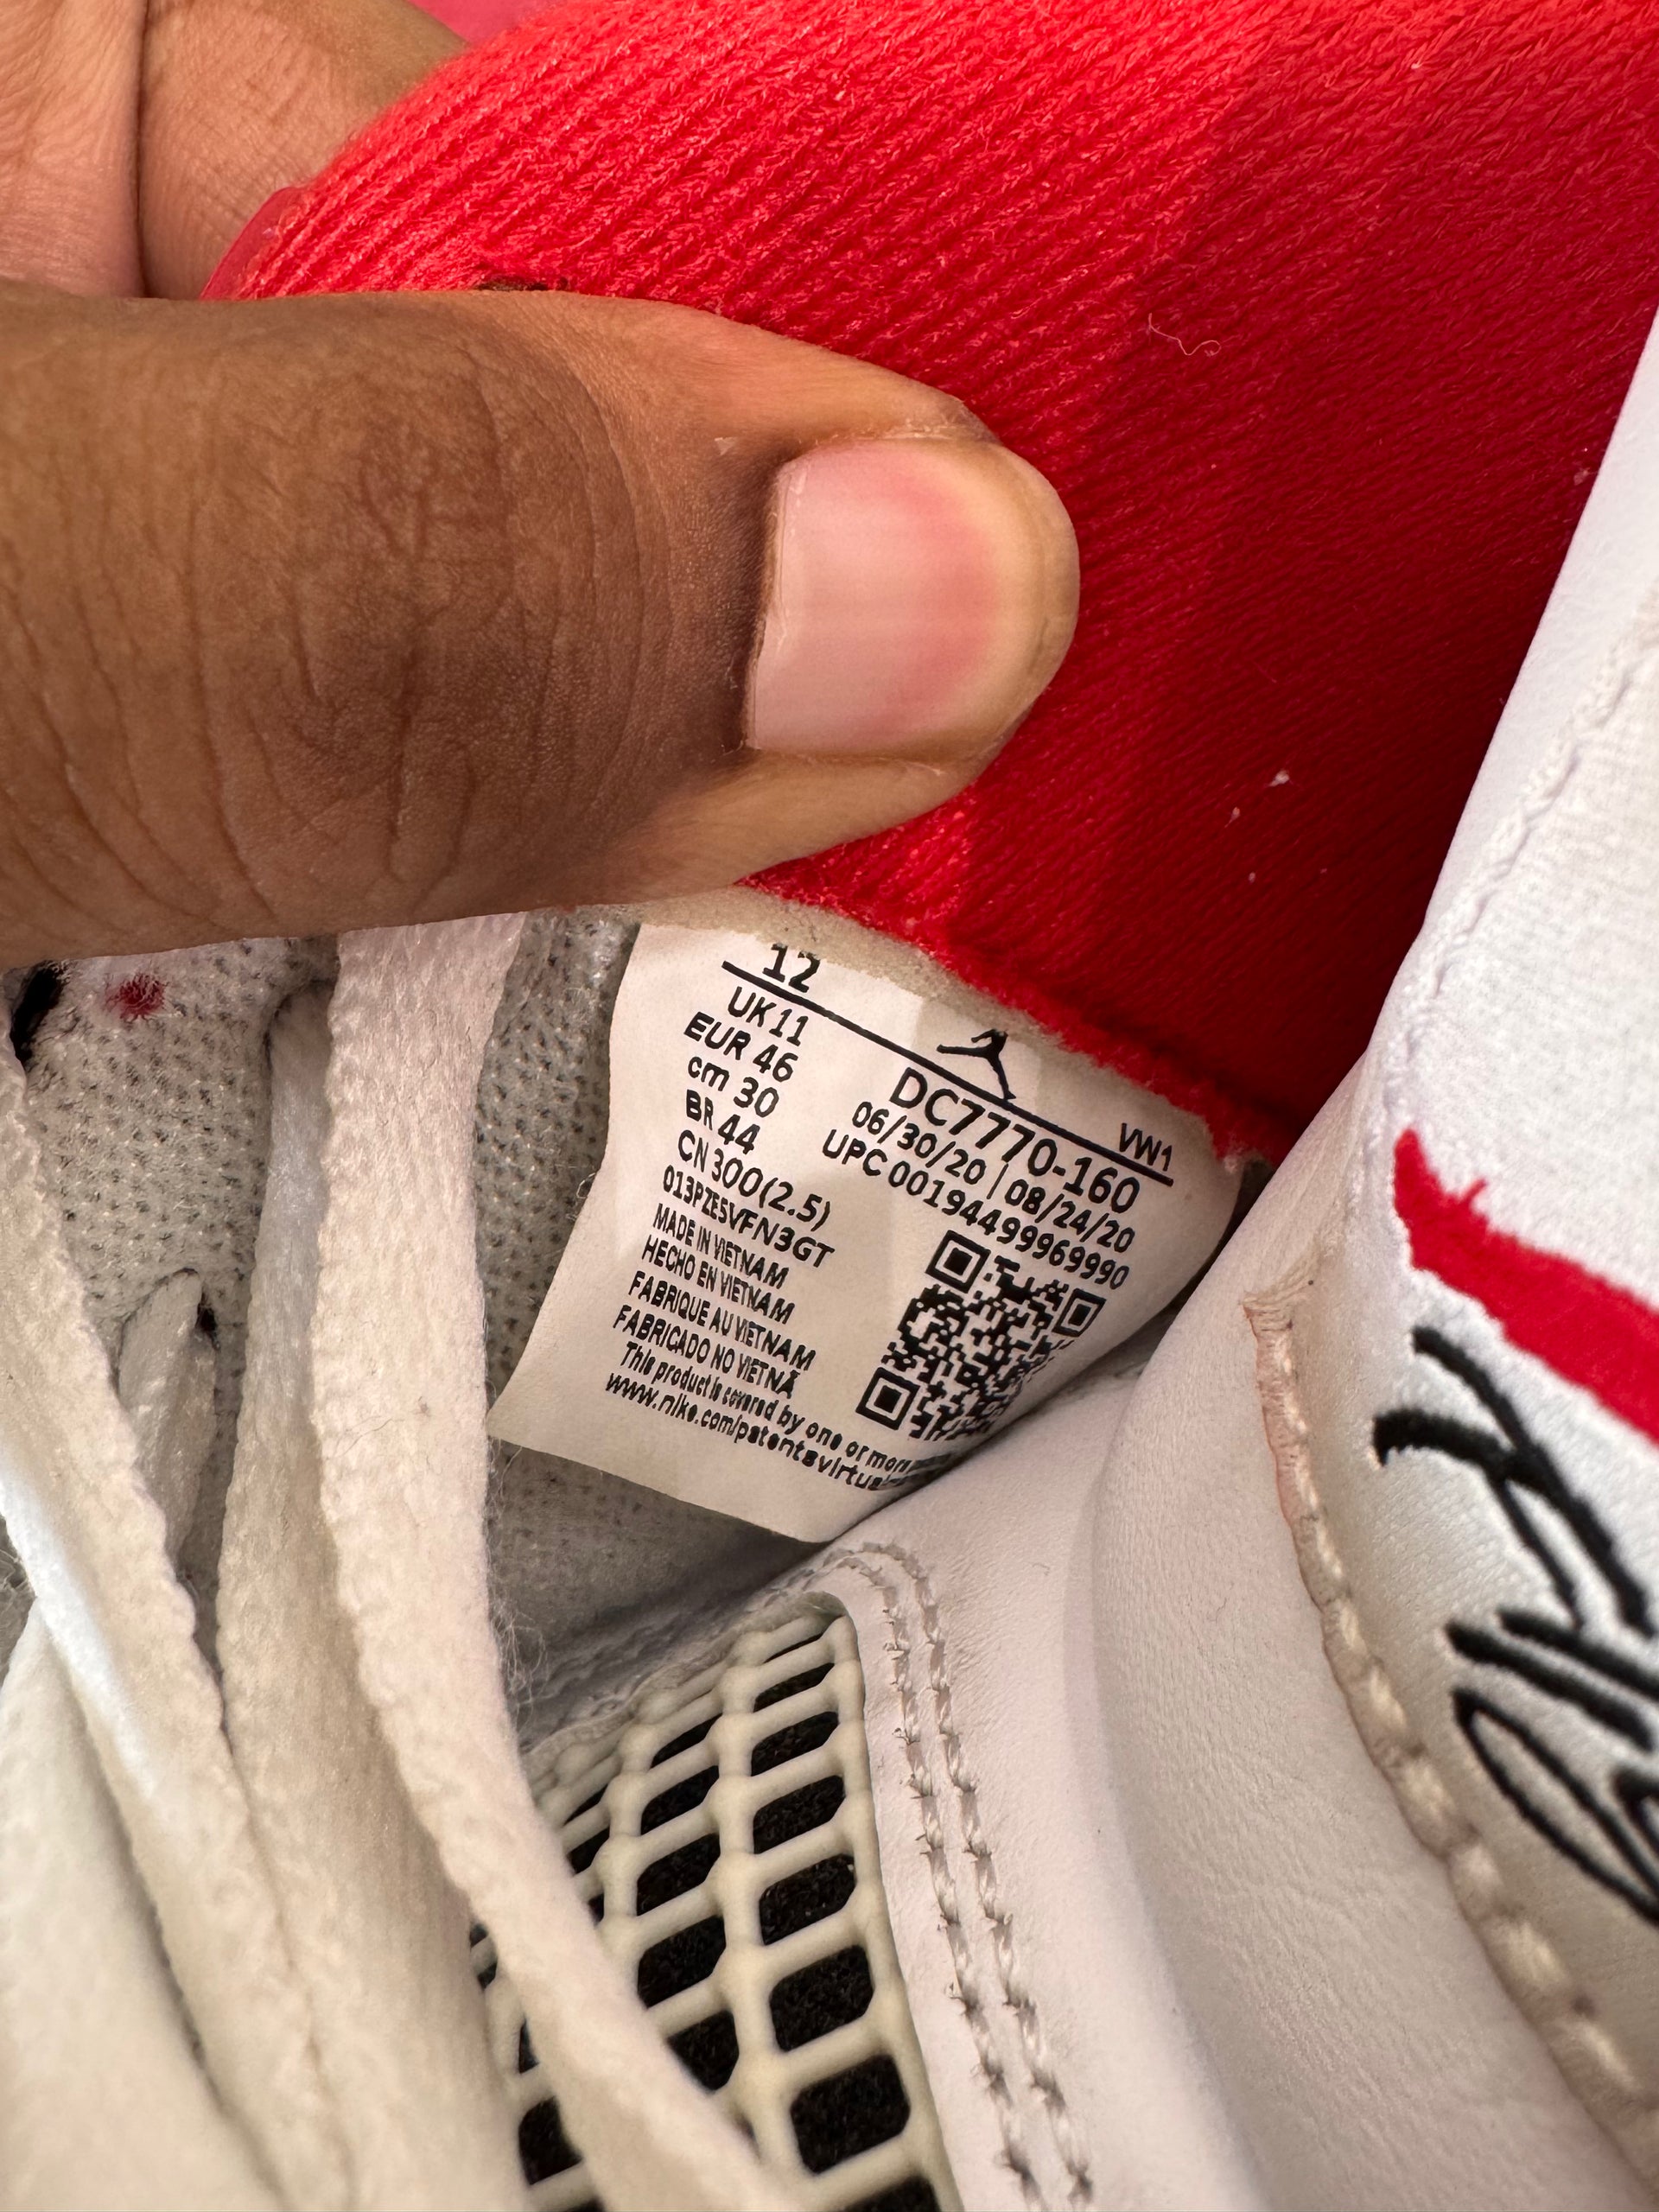 12
UK 11
EUR 46
cm 30
BR 44
CN 300(2.5)
013PZESVFN3GT
MADE IN VIETNAM
HECHO EN VIETNAM
FABRIQUE AU VIETNAM
FABRICADO NO VIETNÃ
This product is covered by one or more
www.nike.com/patents
VW1
DC7770-160
06/30/20 | 08/24/20
UPC 00194499969990